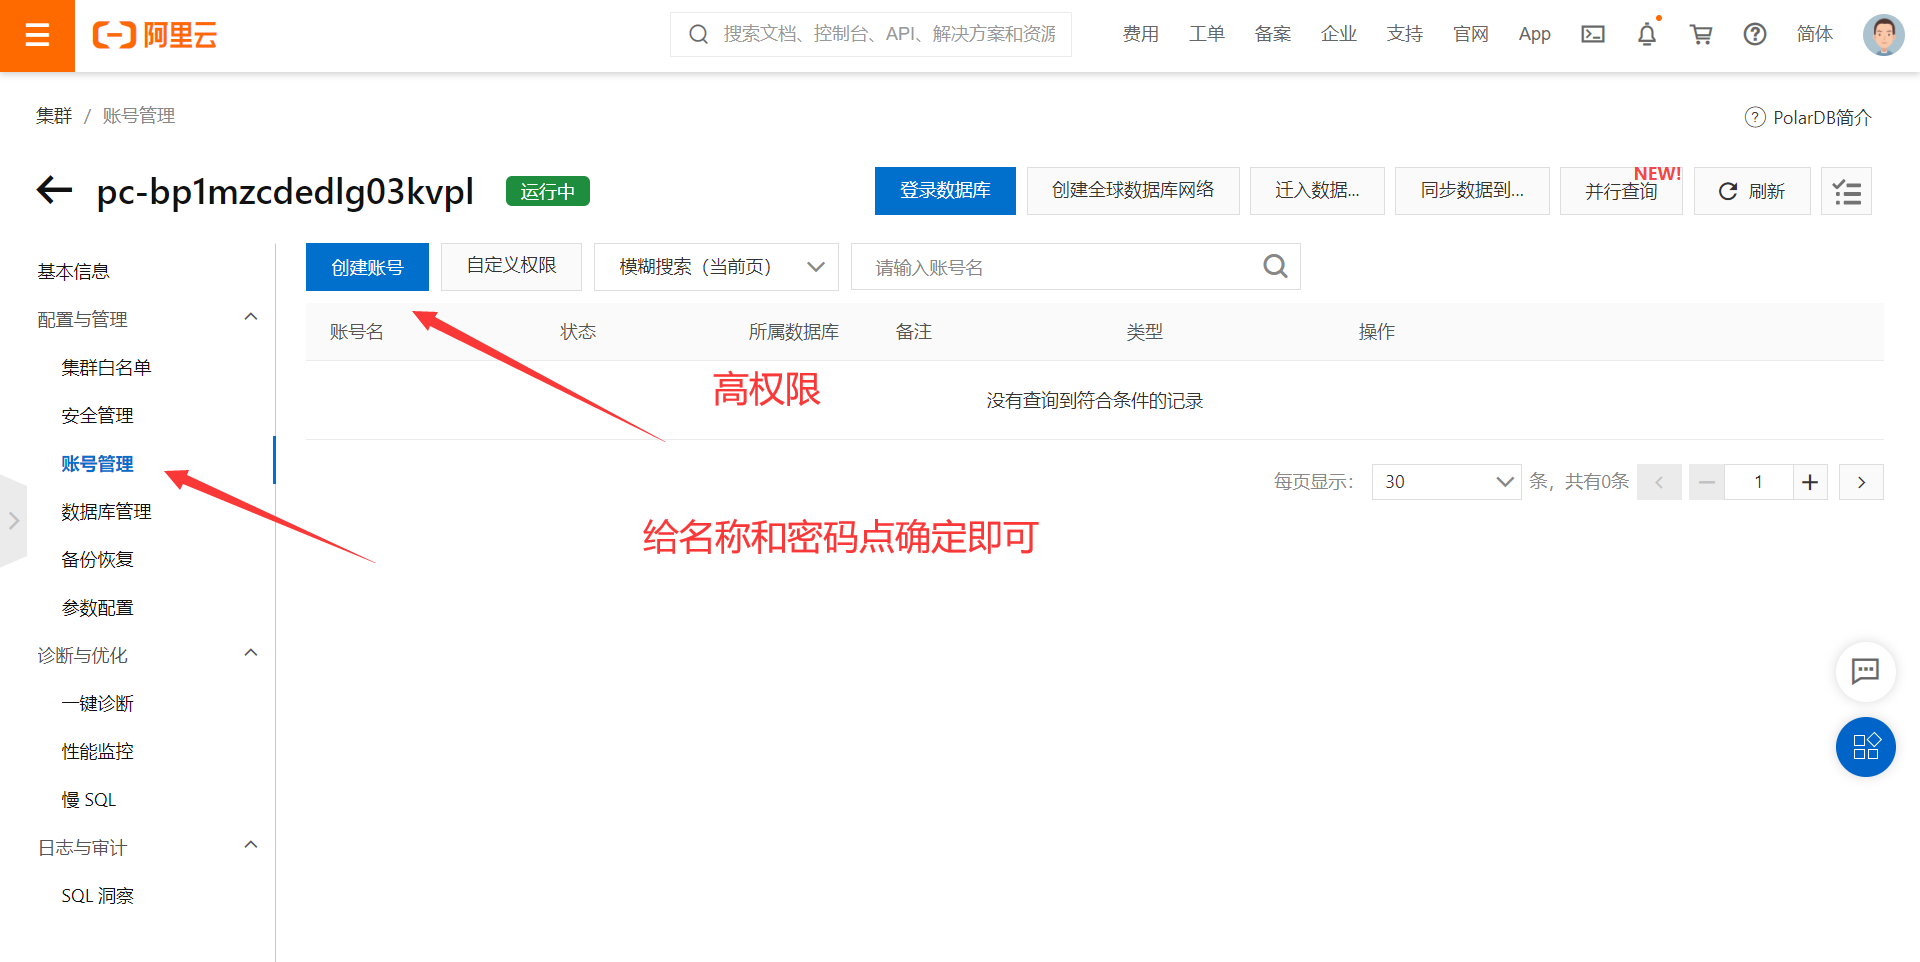 阿里云
搜索文档、控制台、API、解决方案和资源
费用 工单 备案 企业 支持 官网 App 简体
集群 / 账号管理
PolarDB简介
pc-bp1mzcdedlg03kvpl 运行中
登录数据库 创建全球数据库网络 迁入数据... 同步数据到... 并行查询 NEW! 刷新
基本信息
配置与管理
集群白名单
安全管理
账号管理
数据库管理
备份恢复
参数配置
诊断与优化
一键诊断
性能监控
慢 SQL
日志与审计
SQL 洞察
创建账号 自定义权限 模糊搜索（当前页） 请输入账号名
账号名 状态 所属数据库 备注 类型 操作
高权限
没有查询到符合条件的记录
每页显示： 30 条，共有0条 1
给名称和密码点确定即可